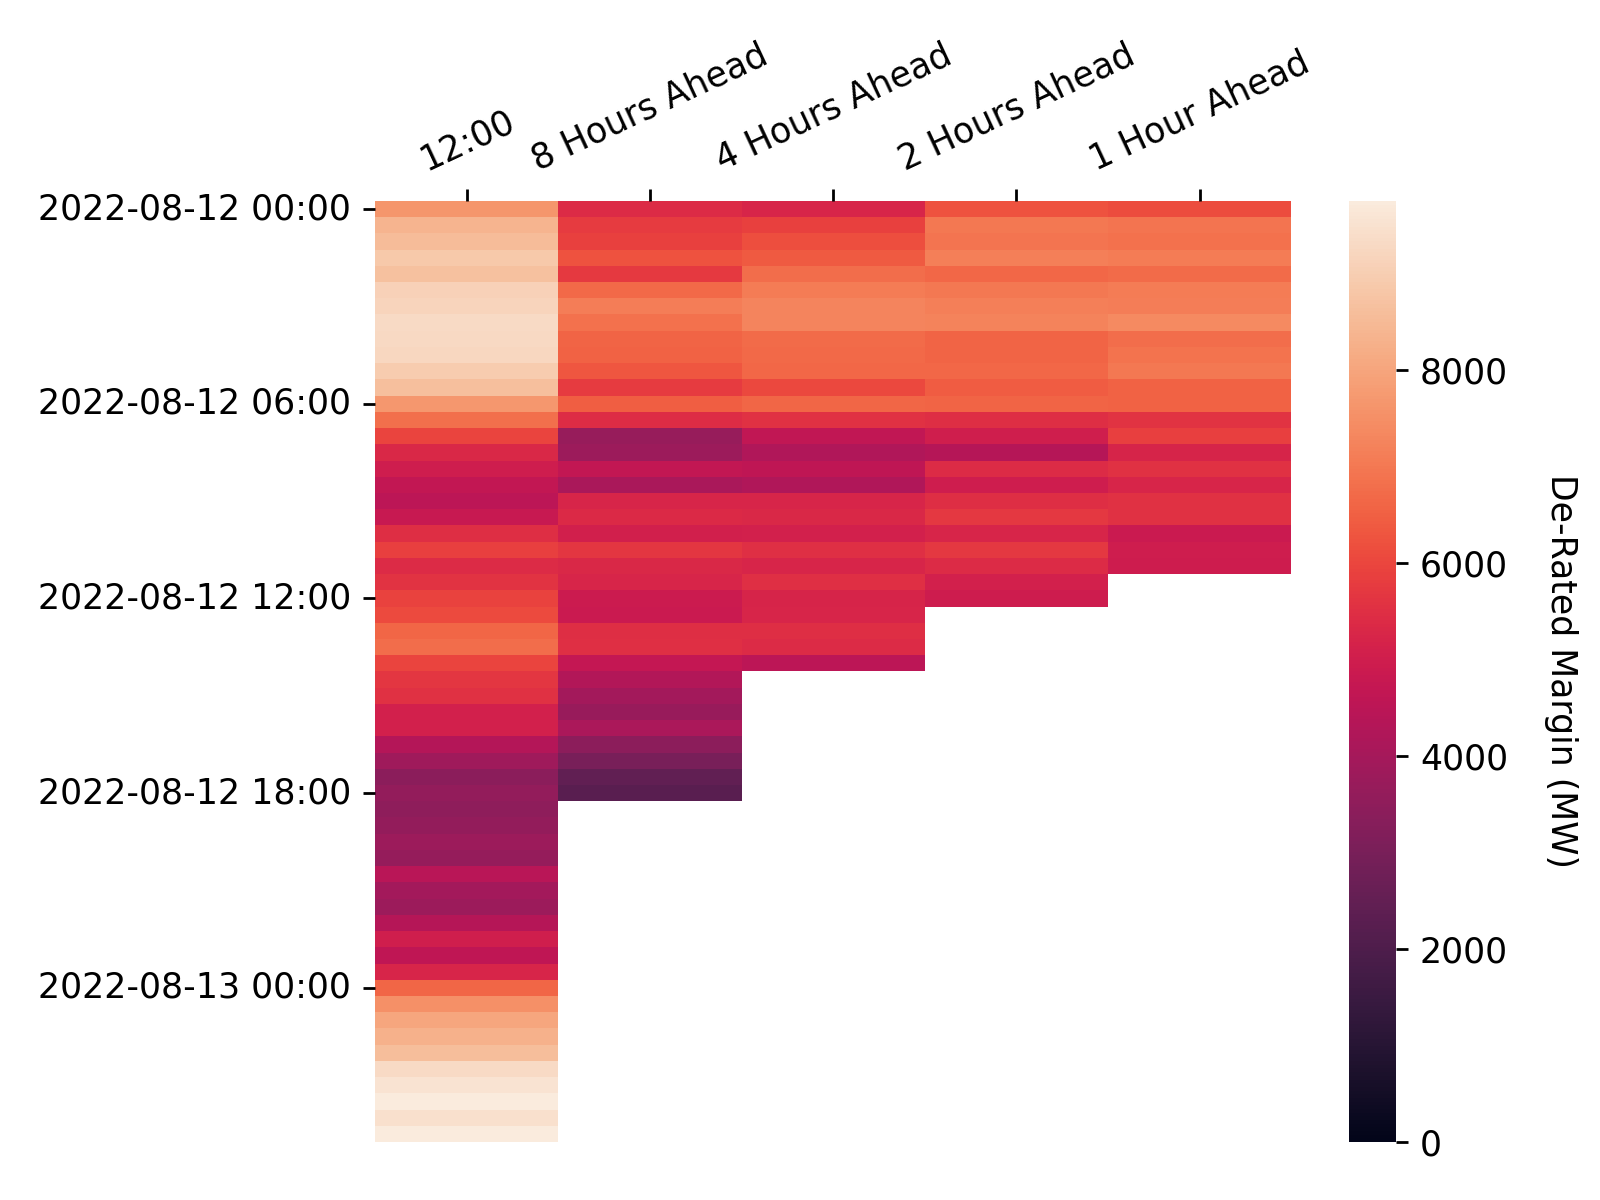 12:00
8 Hours Ahead
4 Hours Ahead
2 Hours Ahead
1 Hour Ahead
2022-08-12 00:00
2022-08-12 06:00
2022-08-12 12:00
2022-08-12 18:00
2022-08-13 00:00
8000
6000
4000
2000
0
De-Rated Margin (MW)